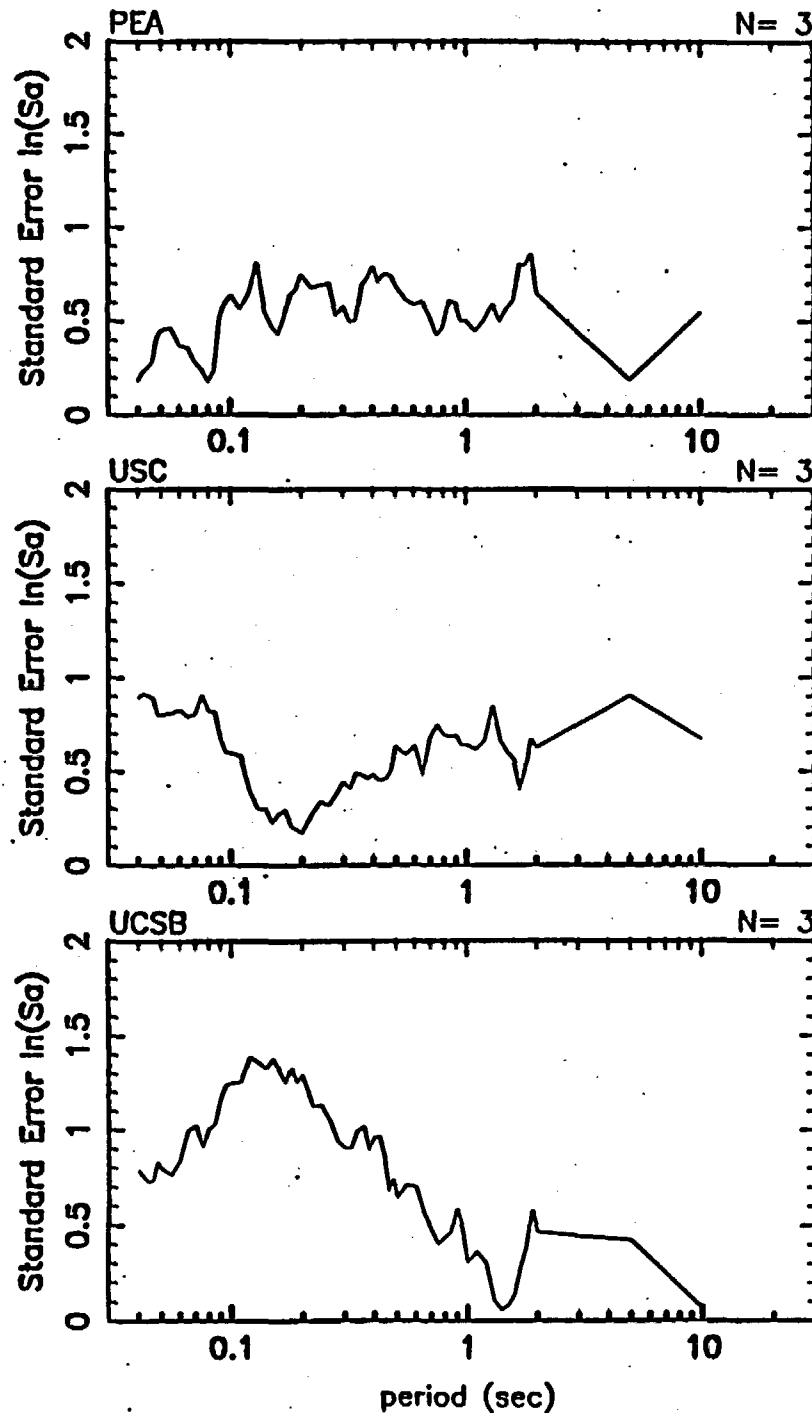 PEA N= 3
Standard Error ln(Sa)
2
1.5
1
0.5
0
0.1 1 10
USC N= 3
Standard Error ln(Sa)
2
1.5
1
0.5
0
0.1 1 10
UCSB N= 3
Standard Error ln(Sa)
2
1.5
1
0.5
0
0.1 1 10
period (sec)